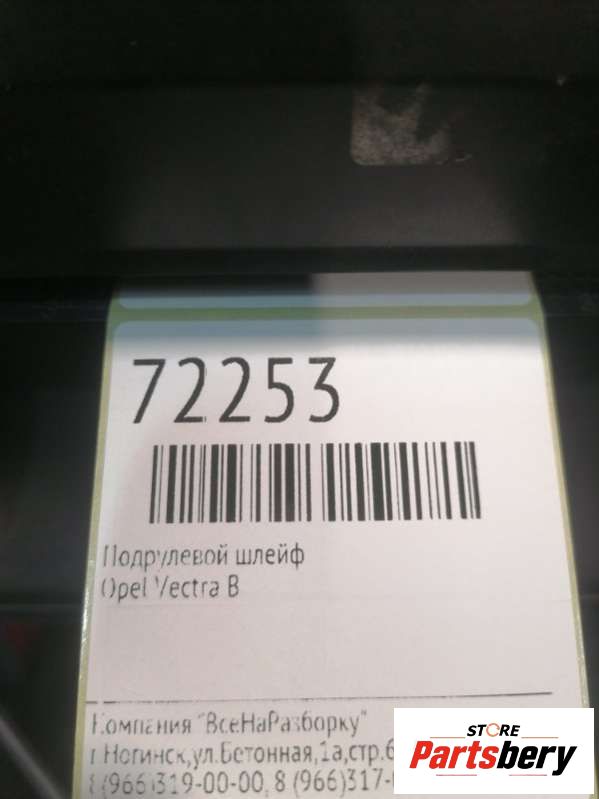 72253
Подрулевой шлейф
Opel Vectra B
Компания "ВсеНаРазборку"
г.Ногинск,ул.Бетонная,1а,стр.6
8 (966)319-00-00, 8 (966)317-
STORE
Partsbery